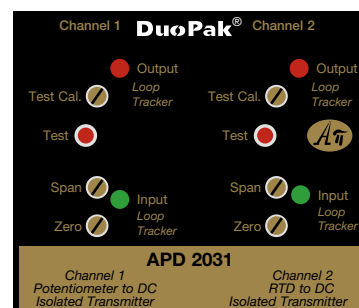 Channel 1 DuoPak® Channel 2
Output Output
Loop Loop
Test Cal. Tracker Test Cal. Tracker
Test Test Aπ
Span Span
Input Input
Loop Loop
Zero Tracker Zero Tracker
APD 2031
Channel 1 Channel 2
Potentiometer to DC RTD to DC
Isolated Transmitter Isolated Transmitter